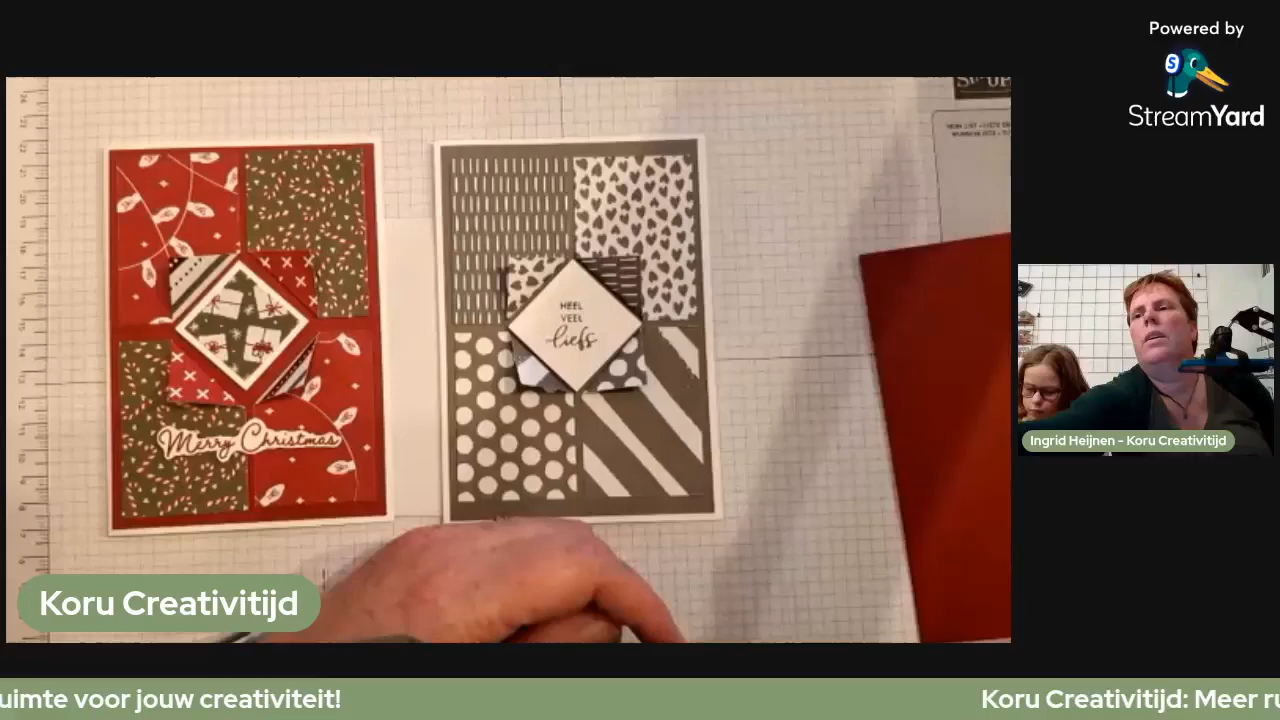 Powered by
StreamYard
HEEL
VEEL
liefs
Merry Christmas
Ingrid Heijnen - Koru Creativitijd
Koru Creativitijd
uimte voor jouw creativiteit!
Koru Creativitijd: Meer ru